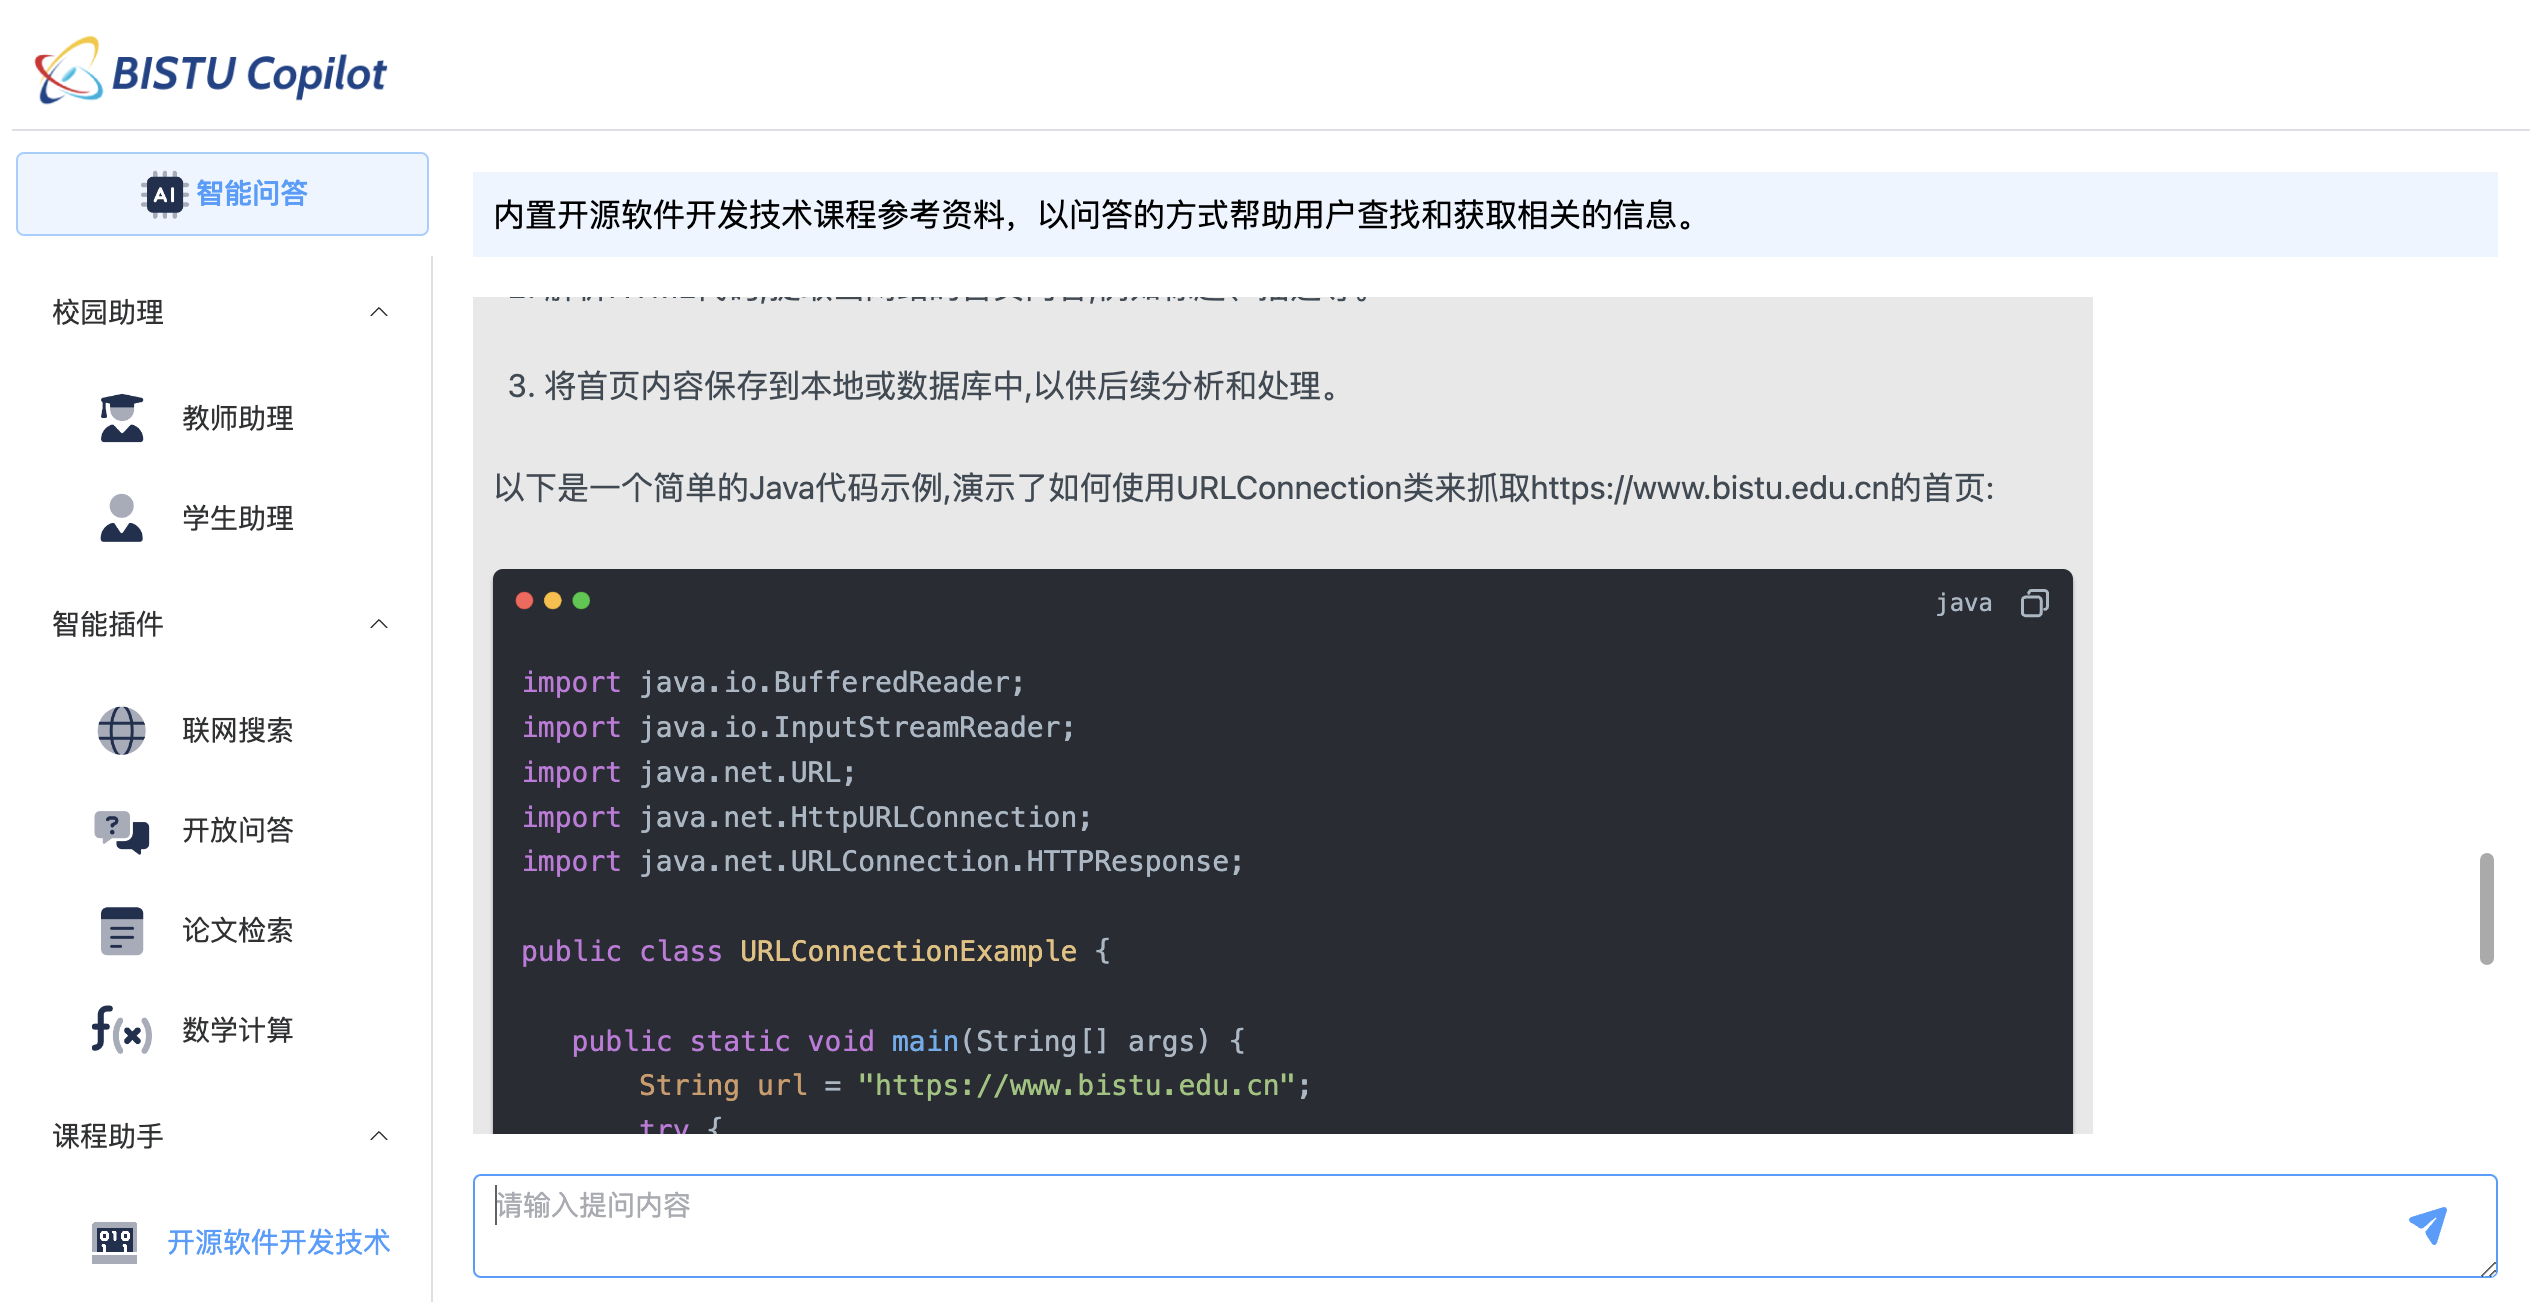 BISTU Copilot
AI 智能问答
校园助理
教师助理
学生助理
智能插件
联网搜索
? 开放问答
论文检索
f(x) 数学计算
课程助手
开源软件开发技术
内置开源软件开发技术课程参考资料，以问答的方式帮助用户查找和获取相关的信息。
3. 将首页内容保存到本地或数据库中,以供后续分析和处理。
以下是一个简单的Java代码示例,演示了如何使用URLConnection类来抓取https://www.bistu.edu.cn的首页:
java
import java.io.BufferedReader;
import java.io.InputStreamReader;
import java.net.URL;
import java.net.HttpURLConnection;
import java.net.URLConnection.HTTPResponse;
public class URLConnectionExample {
public static void main(String[] args) {
String url = "https://www.bistu.edu.cn";
try {
请输入提问内容